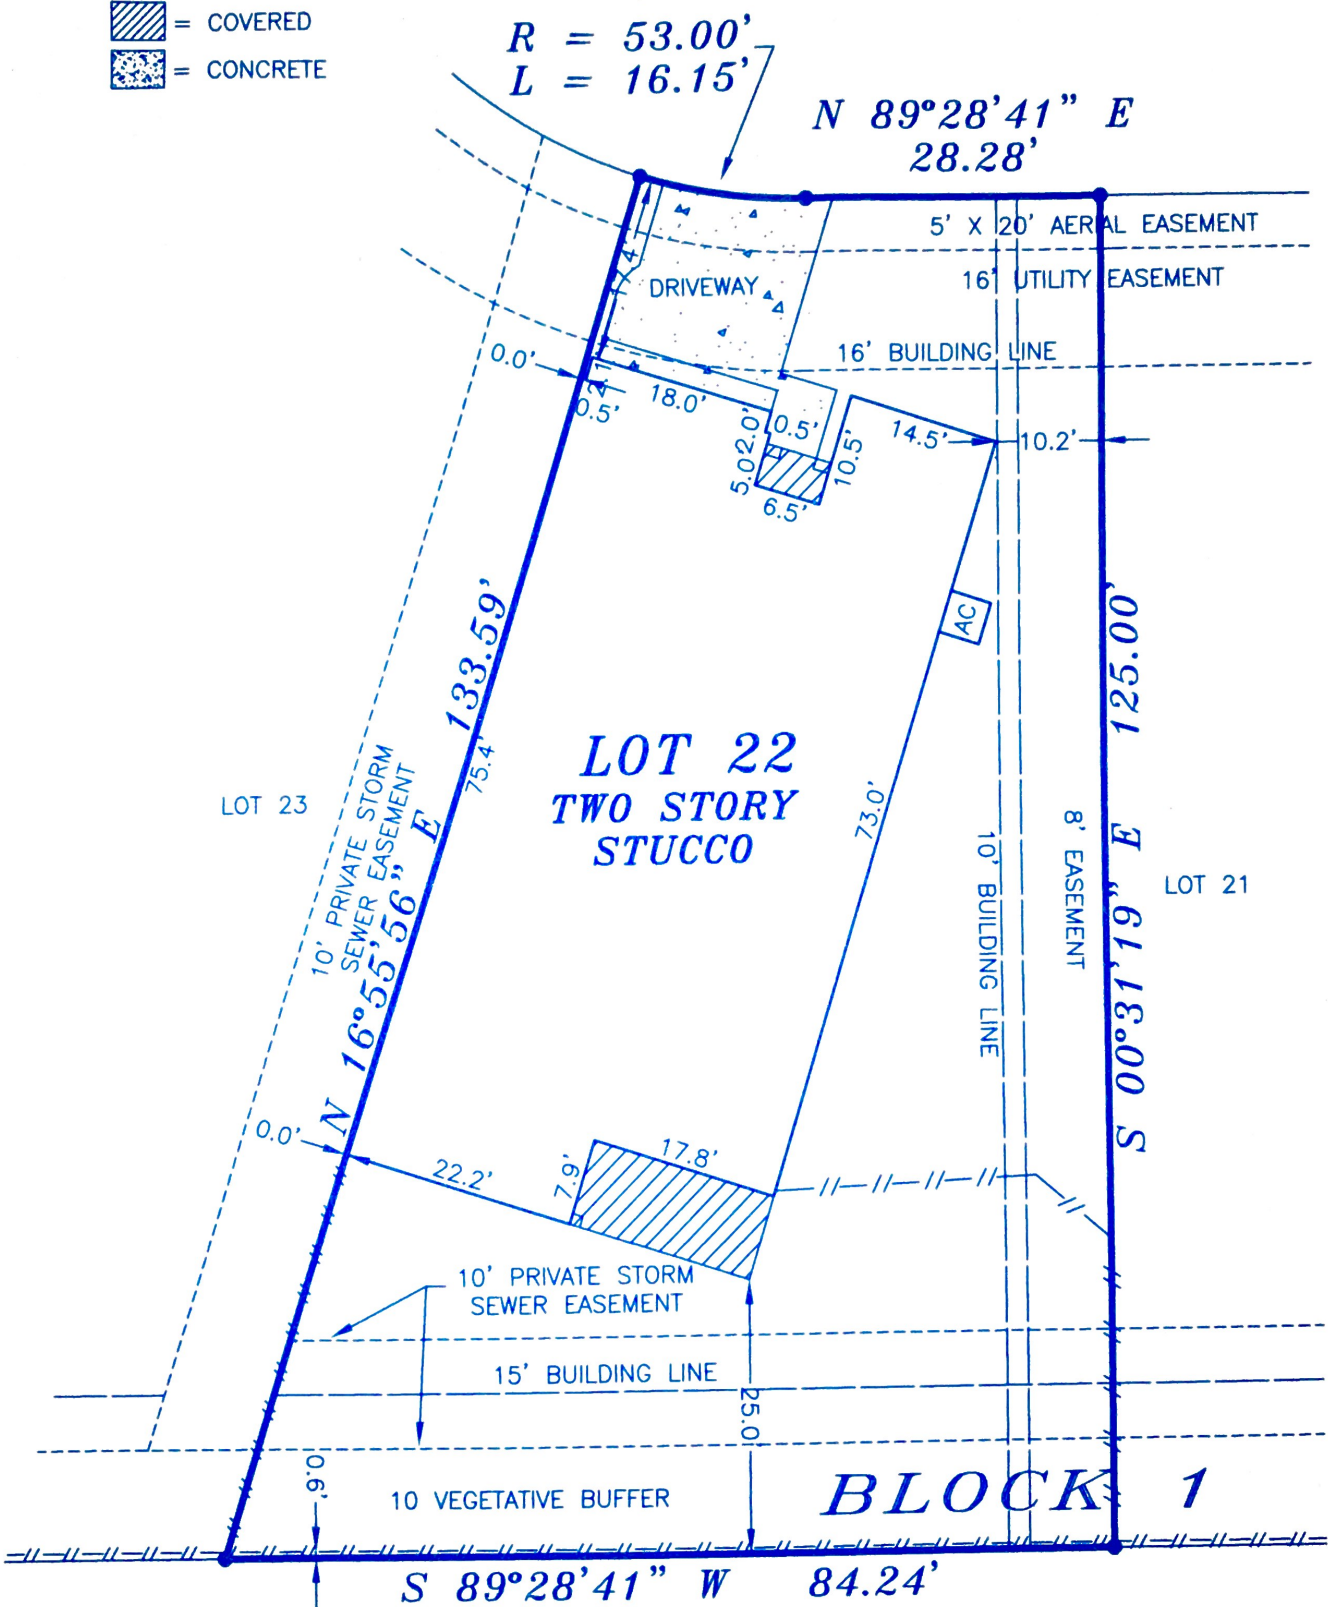 = COVERED
= CONCRETE
R = 53.00'
L = 16.15'
N 89°28'41" E
28.28'
5' X 20' AERIAL EASEMENT
16' UTILITY EASEMENT
17.4'
DRIVEWAY
16' BUILDING LINE
0.0'
2.1'
0.5'
18.0'
2.0'
0.5'
14.5'
10.2'
5.0'
10.5'
6.5'
AC
133.59'
125.00'
75.4'
LOT 22
TWO STORY
STUCCO
73.0'
LOT 23
10' PRIVATE STORM
SEWER EASEMENT
N 16°55'56" E
10' BUILDING LINE
8' EASEMENT
S 00°31'19" E
LOT 21
0.0'
22.2'
7.9'
17.8'
10' PRIVATE STORM
SEWER EASEMENT
15' BUILDING LINE
25.0'
0.6'
10 VEGETATIVE BUFFER
BLOCK 1
S 89°28'41" W 84.24'